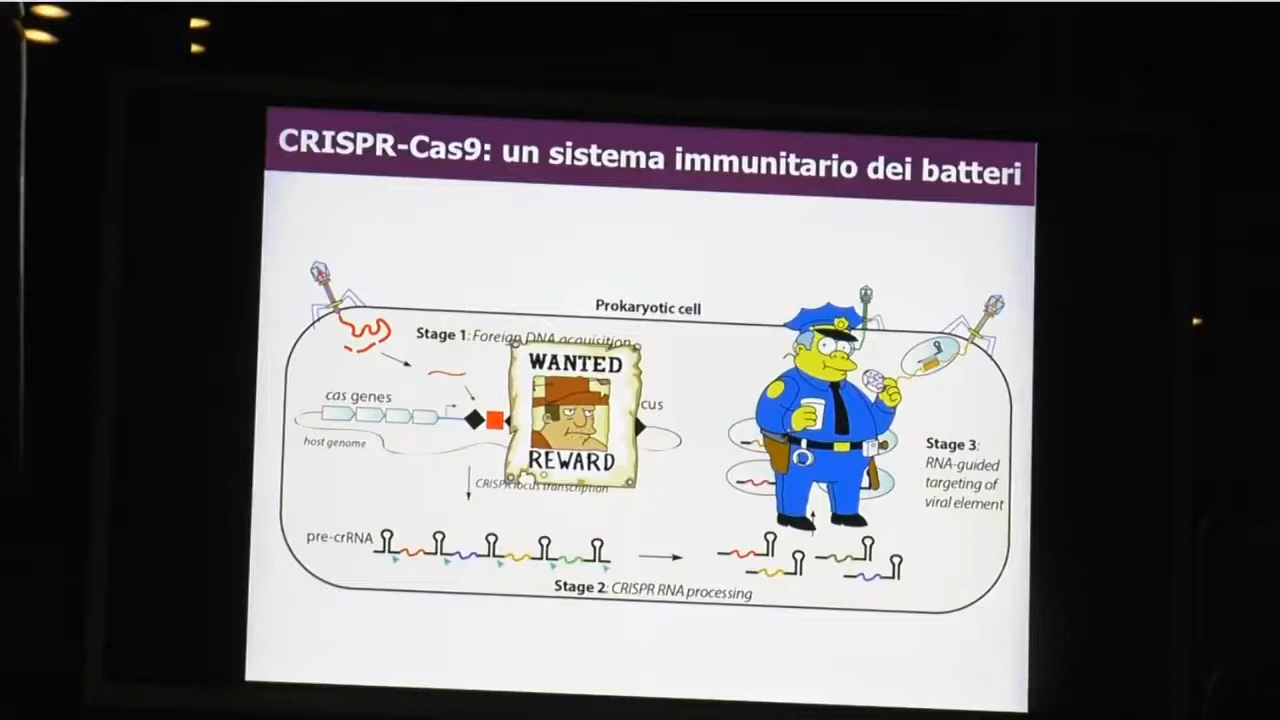 CRISPR-Cas9: un sistema immunitario dei batteri
Prokaryotic cell
Stage 1: Foreign DNA acquisition
WANTED
REWARD
cas genes
cus
host genome
CRISPR locus transcription
Stage 3:
RNA-guided
targeting of
viral element
pre-crRNA
Stage 2: CRISPR RNA processing